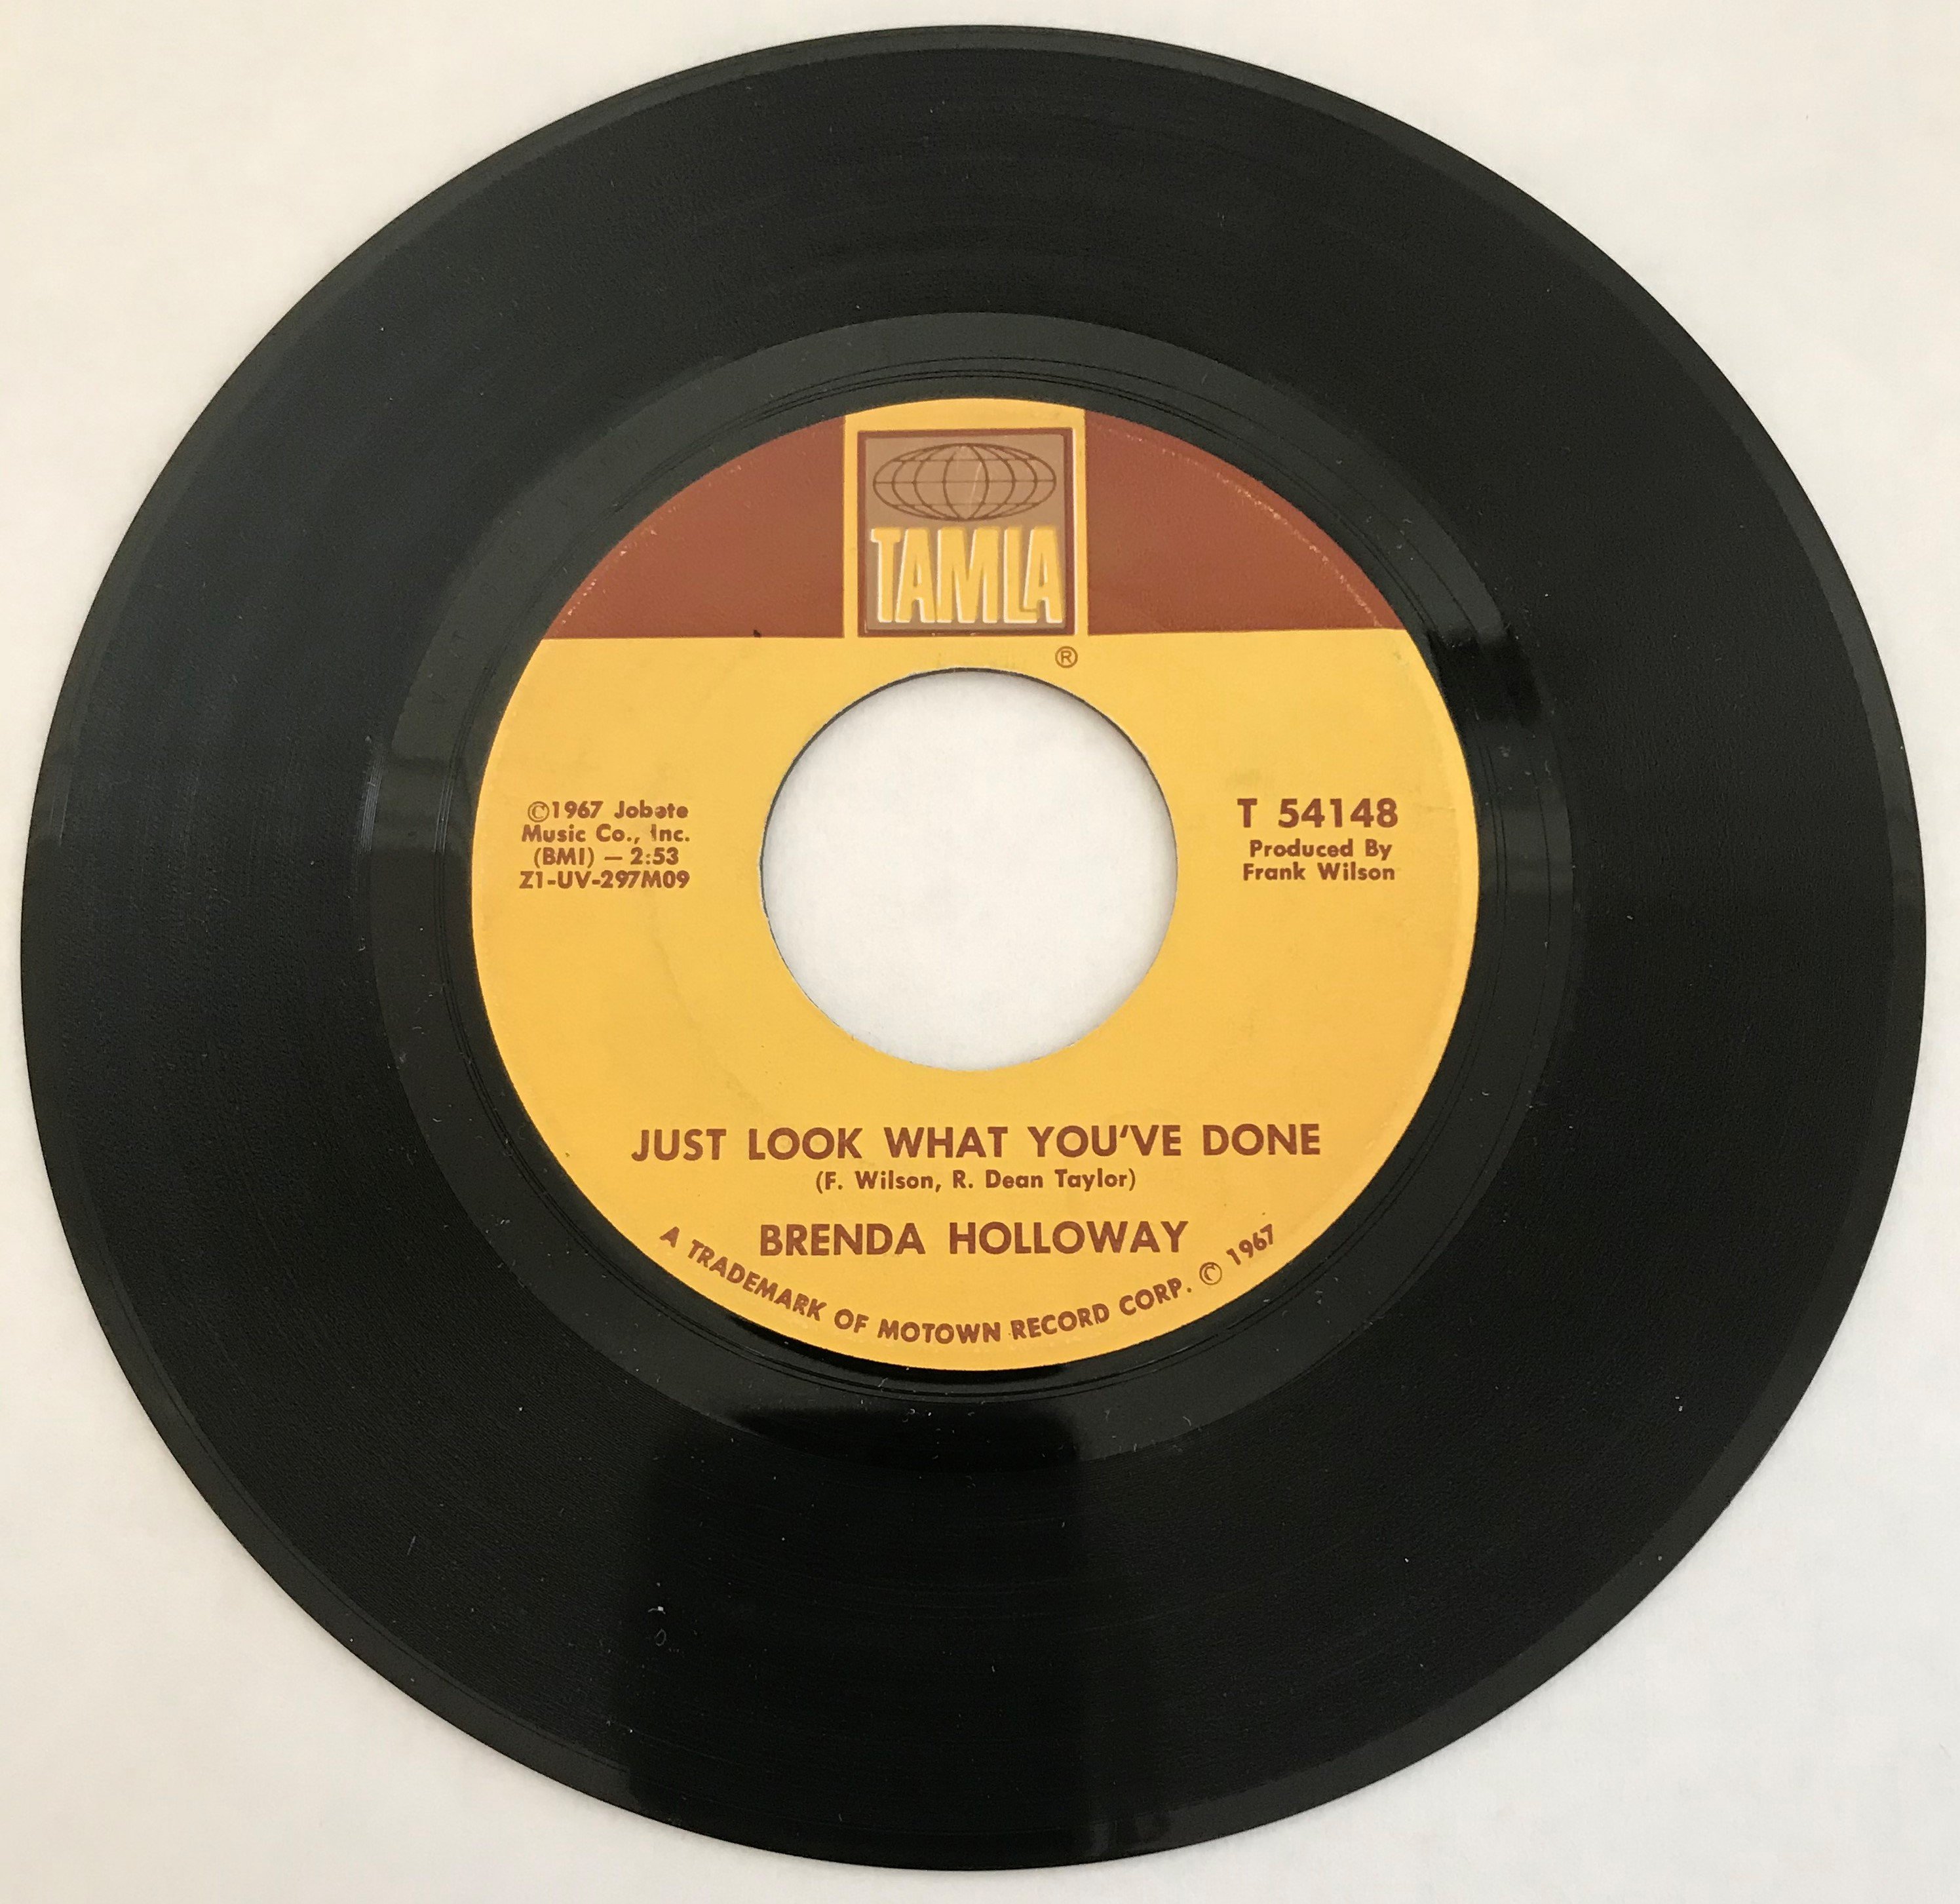 TAMLA
®
©1967 Jobete
Music Co., Inc.
(BMI) — 2:53
Z1-UV-297M09
T 54148
Produced By
Frank Wilson
JUST LOOK WHAT YOU'VE DONE
(F. Wilson, R. Dean Taylor)
BRENDA HOLLOWAY
A TRADEMARK OF MOTOWN RECORD CORP. © 1967